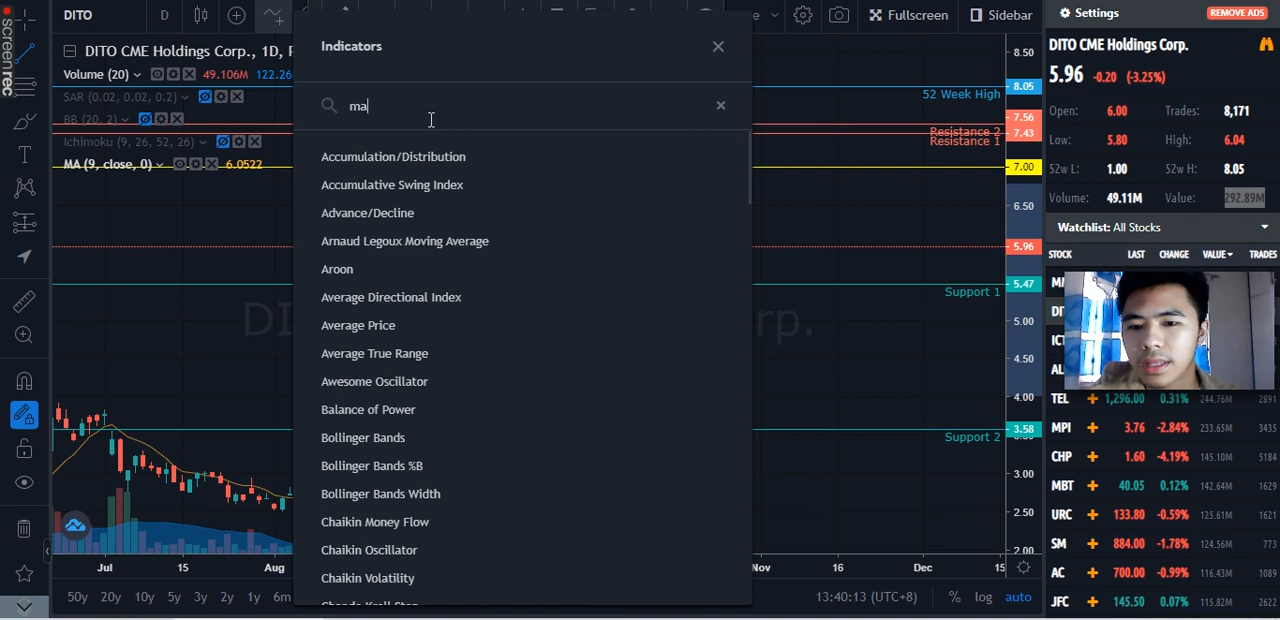 screenrec
DITO
D
Fullscreen
Sidebar
DITO CME Holdings Corp., 1D, P
Volume (20) 49.106M 122.26
SAR (0.02, 0.02, 0.2)
BB (20, 2)
Ichimoku (9, 26, 52, 26)
MA (9, close, 0) 6.0522
Indicators
ma
Accumulation/Distribution
Accumulative Swing Index
Advance/Decline
Arnaud Legoux Moving Average
Aroon
Average Directional Index
Average Price
Average True Range
Awesome Oscillator
Balance of Power
Bollinger Bands
Bollinger Bands %B
Bollinger Bands Width
Chaikin Money Flow
Chaikin Oscillator
Chaikin Volatility
Chande Kroll Stop
52 Week High
Resistance 2
Resistance 1
Support 1
Support 2
8.50
8.05
7.56
7.43
7.00
6.50
5.96
5.47
5.00
4.50
4.00
3.58
3.00
2.50
2.00
Jul 15 Aug Nov 16 Dec 15
50y 20y 10y 5y 3y 2y 1y 6m 13:40:13 (UTC+8) % log auto
Settings REMOVE ADS
DITO CME Holdings Corp.
5.96 -0.20 (-3.25%)
Open: 6.00 Trades: 8,171
Low: 5.80 High: 6.04
52w L: 1.00 52w H: 8.05
Volume: 49.11M Value: 292.89M
Watchlist: All Stocks
STOCK LAST CHANGE VALUE TRADES
TEL 1,296.00 0.31% 244.76M 2891
MPI 3.76 -2.84% 233.65M 3435
CHP 1.60 -4.19% 145.10M 5184
MBT 40.05 0.12% 142.64M 1629
URC 133.80 -0.59% 125.61M 1621
SM 884.00 -1.78% 124.56M 773
AC 700.00 -0.99% 116.43M 1089
JFC 145.50 0.07% 115.82M 2622